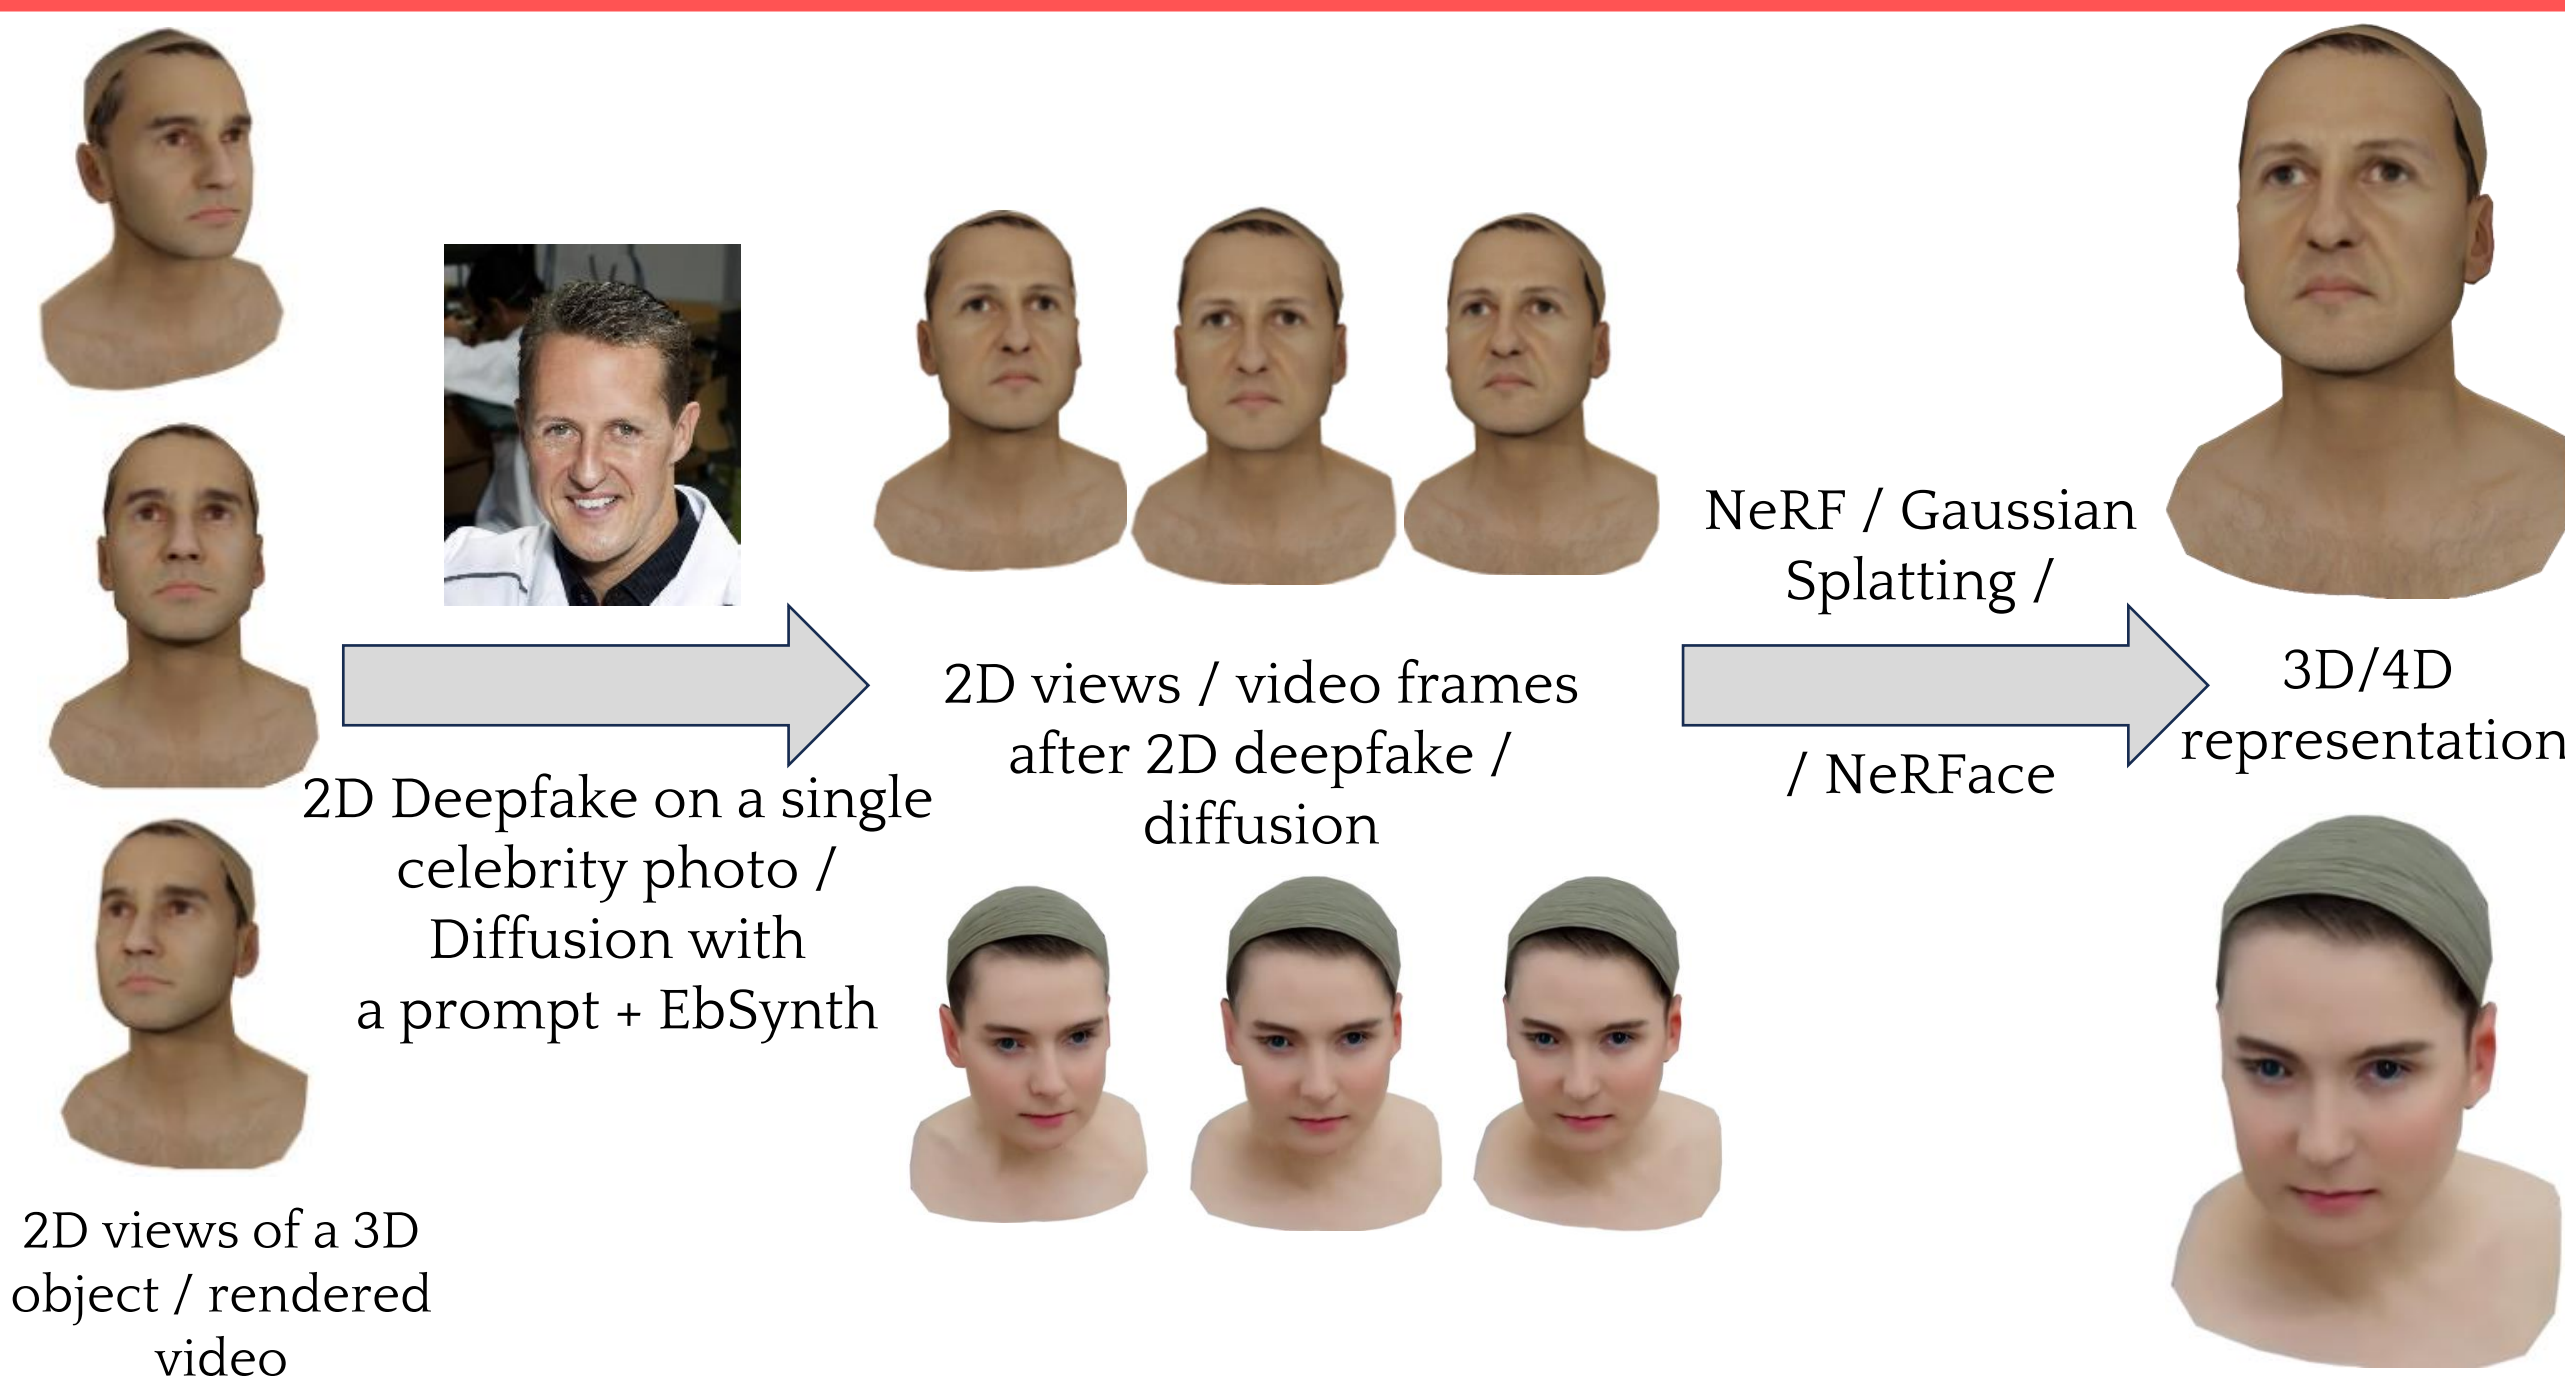 2D views of a 3D
object / rendered
video
2D Deepfake on a single
celebrity photo /
Diffusion with
a prompt + EbSynth
2D views / video frames
after 2D deepfake /
diffusion
NeRF / Gaussian
Splatting /
/ NeRFace
3D/4D
representation